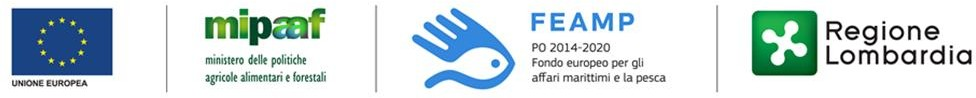 UNIONE EUROPEA
mipaaf
ministero delle politiche
agricole alimentari e forestali
FEAMP
PO 2014-2020
Fondo europeo per gli
affari marittimi e la pesca
Regione
Lombardia